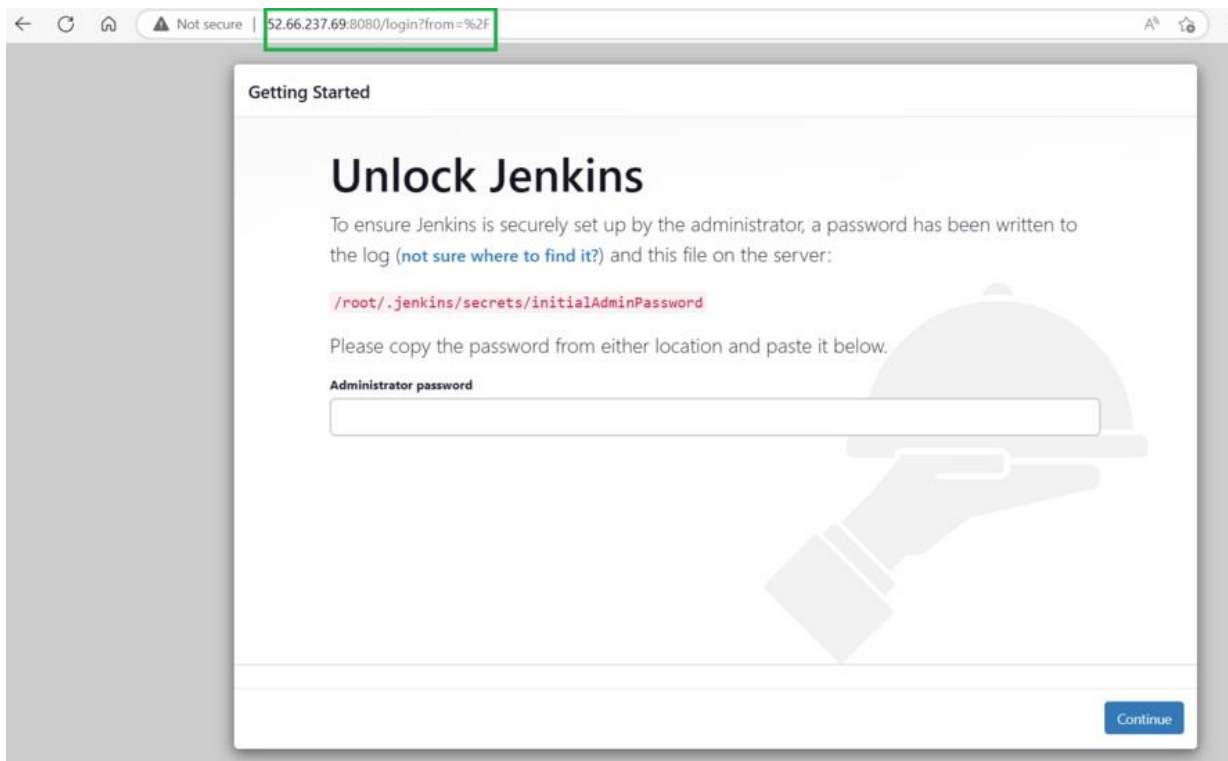 Not secure | 52.66.237.69:8080/login?from=%2F
Getting Started
Unlock Jenkins
To ensure Jenkins is securely set up by the administrator, a password has been written to
the log (not sure where to find it?) and this file on the server:
/root/.jenkins/secrets/initialAdminPassword
Please copy the password from either location and paste it below.
Administrator password
Continue